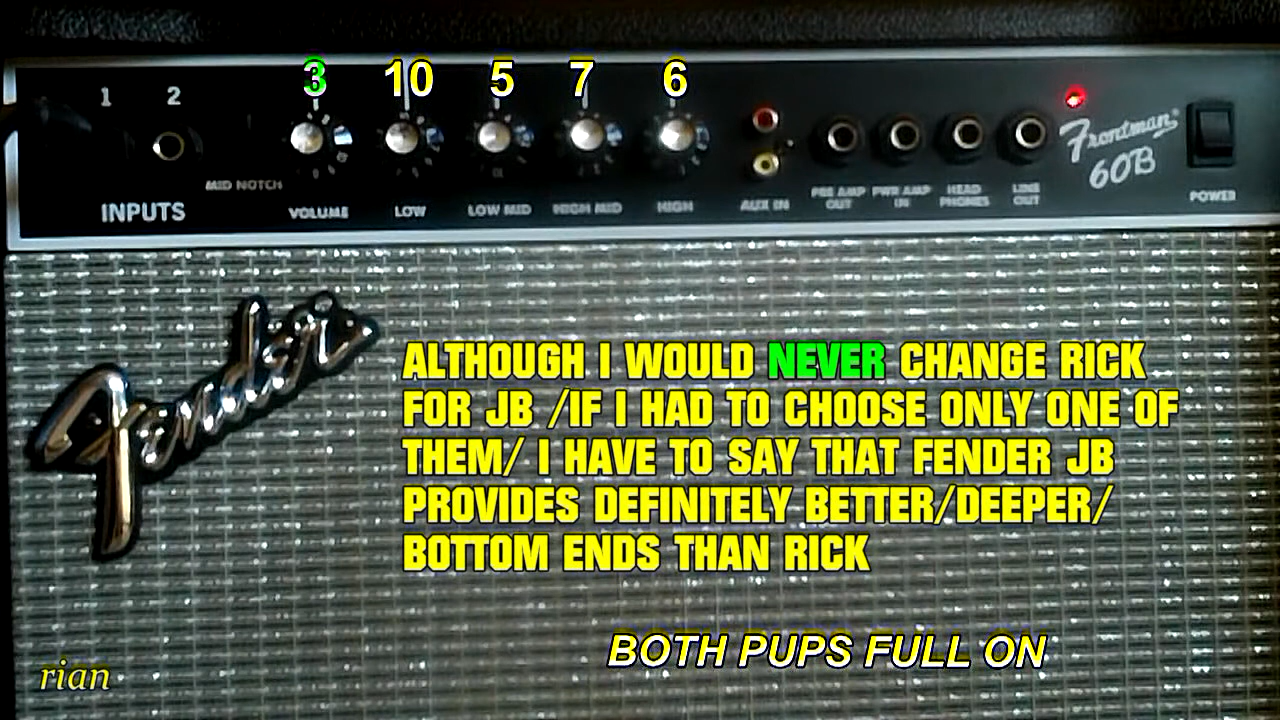 3 10 5 7 6
1 2
MID NOTCH
INPUTS VOLUME LOW LOW MID HIGH MID HIGH AUX IN PRE AMP OUT PWR AMP IN HEAD PHONES LINE OUT POWER
Frontman
60B
Fender
ALTHOUGH I WOULD NEVER CHANGE RICK
FOR JB /IF I HAD TO CHOOSE ONLY ONE OF
THEM/ I HAVE TO SAY THAT FENDER JB
PROVIDES DEFINITELY BETTER/DEEPER/
BOTTOM ENDS THAN RICK
BOTH PUPS FULL ON
rian